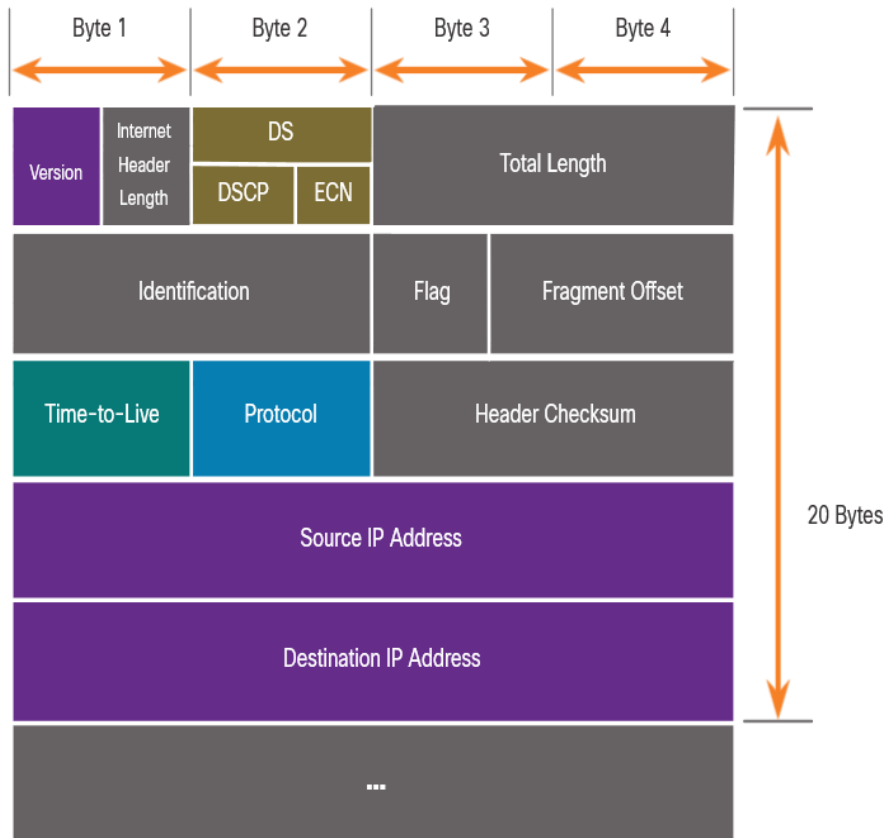 Byte 1 Byte 2 Byte 3 Byte 4
Version
Internet
Header
Length
DS
DSCP ECN
Total Length
Identification Flag Fragment Offset
Time-to-Live Protocol Header Checksum
Source IP Address
20 Bytes
Destination IP Address
...